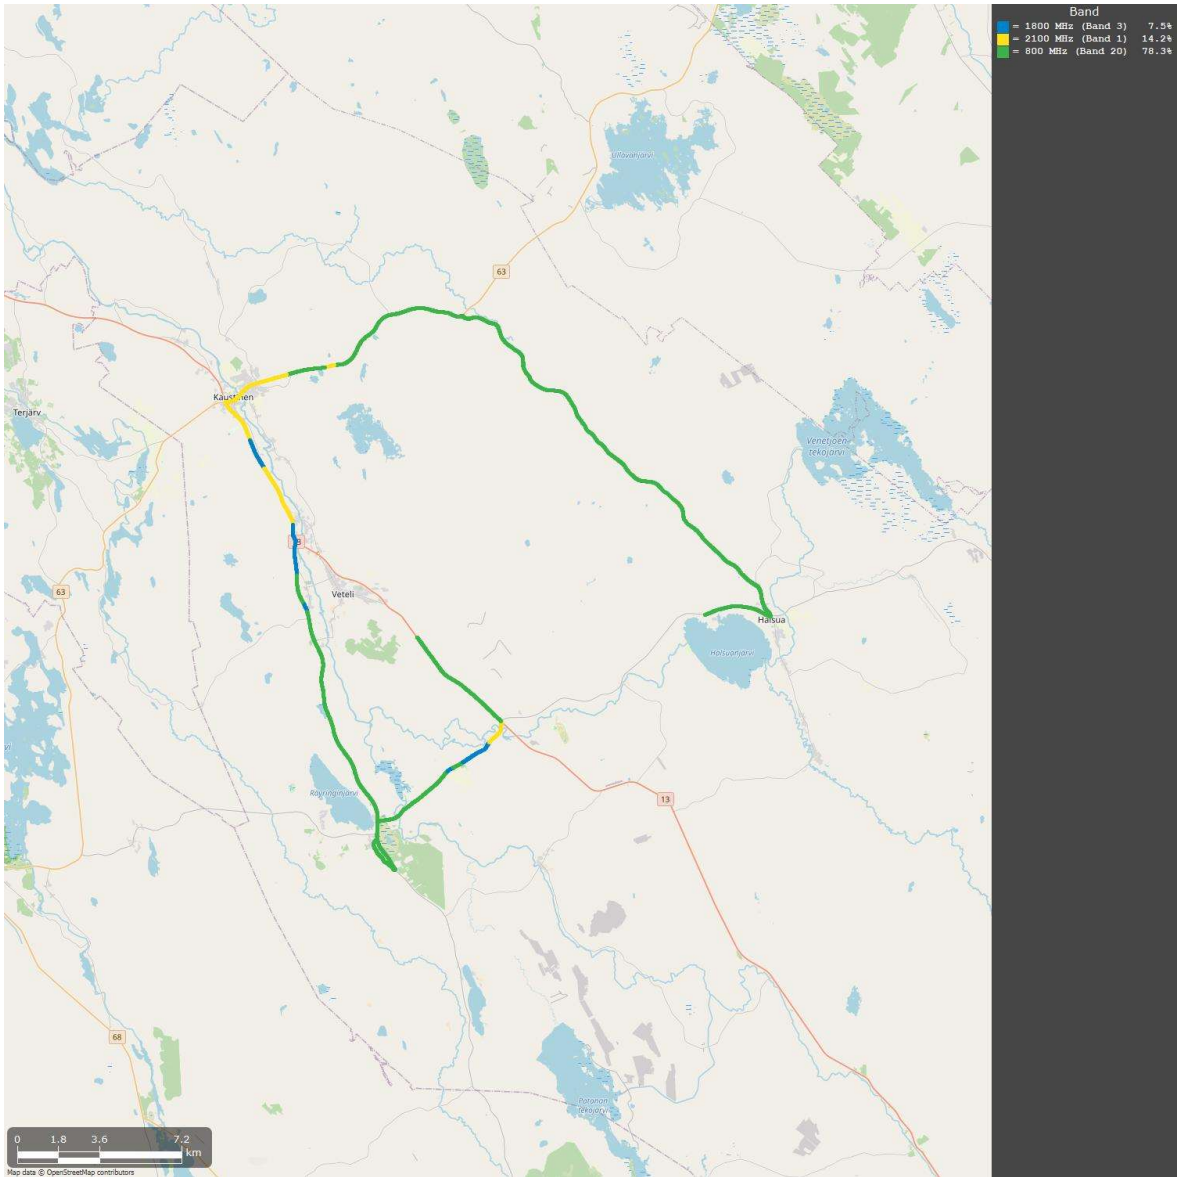 Band
= 1800 MHz (Band 3) 7.5%
= 2100 MHz (Band 1) 14.2%
= 800 MHz (Band 20) 78.3%
Ullavanjärvi
63
Kaustinen
Terjärv
Venetjoen
tekojärvi
63
Veteli
Halsua
Halsuanjärvi
Räyringinjärvi
13
68
Patanan
tekojärvi
0 1.8 3.6 7.2
km
Map data © OpenStreetMap contributors